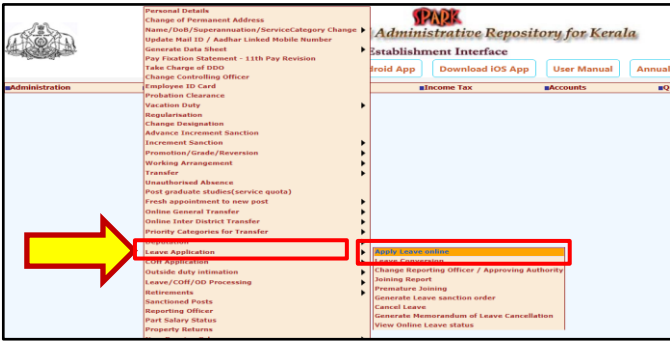 SPARK
Administrative Repository for Kerala
Establishment Interface
droid App
Download iOS App
User Manual
Annual
Administration
Income Tax
Accounts
Q
Personal Details
Change of Permanent Address
Name/DoB/Superannuation/ServiceCategory Change
Update Mail ID / Aadhar Linked Mobile Number
Generate Data Sheet
Pay Fixation Statement - 11th Pay Revision
Take Charge of DDO
Change Controlling Officer
Employee ID Card
Probation Clearance
Vacation Duty
Regularisation
Change Designation
Advance Increment Sanction
Increment Sanction
Promotion/Grade/Reversion
Working Arrangement
Transfer
Unauthorised Absence
Post graduate studies(service quota)
Fresh appointment to new post
Online General Transfer
Online Inter District Transfer
Priority Categories for Transfer
Deputation
Leave Application
COff Application
Outside duty intimation
Leave/COff/OD Processing
Retirements
Sanctioned Posts
Reporting Officer
Part Salary Status
Property Returns
Apply Leave online
Leave Conversion
Change Reporting Officer / Approving Authority
Joining Report
Premature Joining
Generate Leave sanction order
Cancel Leave
Generate Memorandum of Leave Cancellation
View Online Leave status